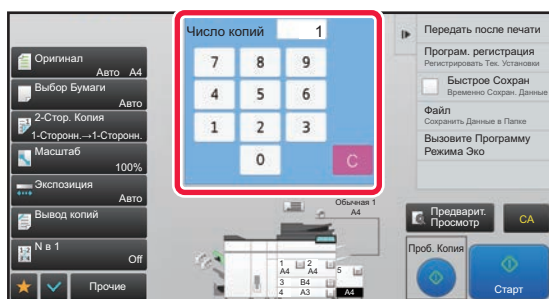 Число копий 1
7 8 9
4 5 6
1 2 3
0 C
Оригинал
Авто A4
Выбор Бумаги
Авто
2-Стор. Копия
1-Сторонн.→1-Сторонн.
Масштаб
100%
Экспозиция
Авто
Вывод копий
N в 1
Off
Прочие
Обычная 1
A4
1 2
A4 A4 5
3 B4
4 A3 A4
Передать после печати
Програм. регистрация
Регистрировать Тек. Установки
Быстрое Сохран
Временно Сохран. Данные
Файл
Сохранить Данные в Папке
Вызовите Программу
Режима Эко
Предварит.
Просмотр
CA
Проб. Копия
Старт